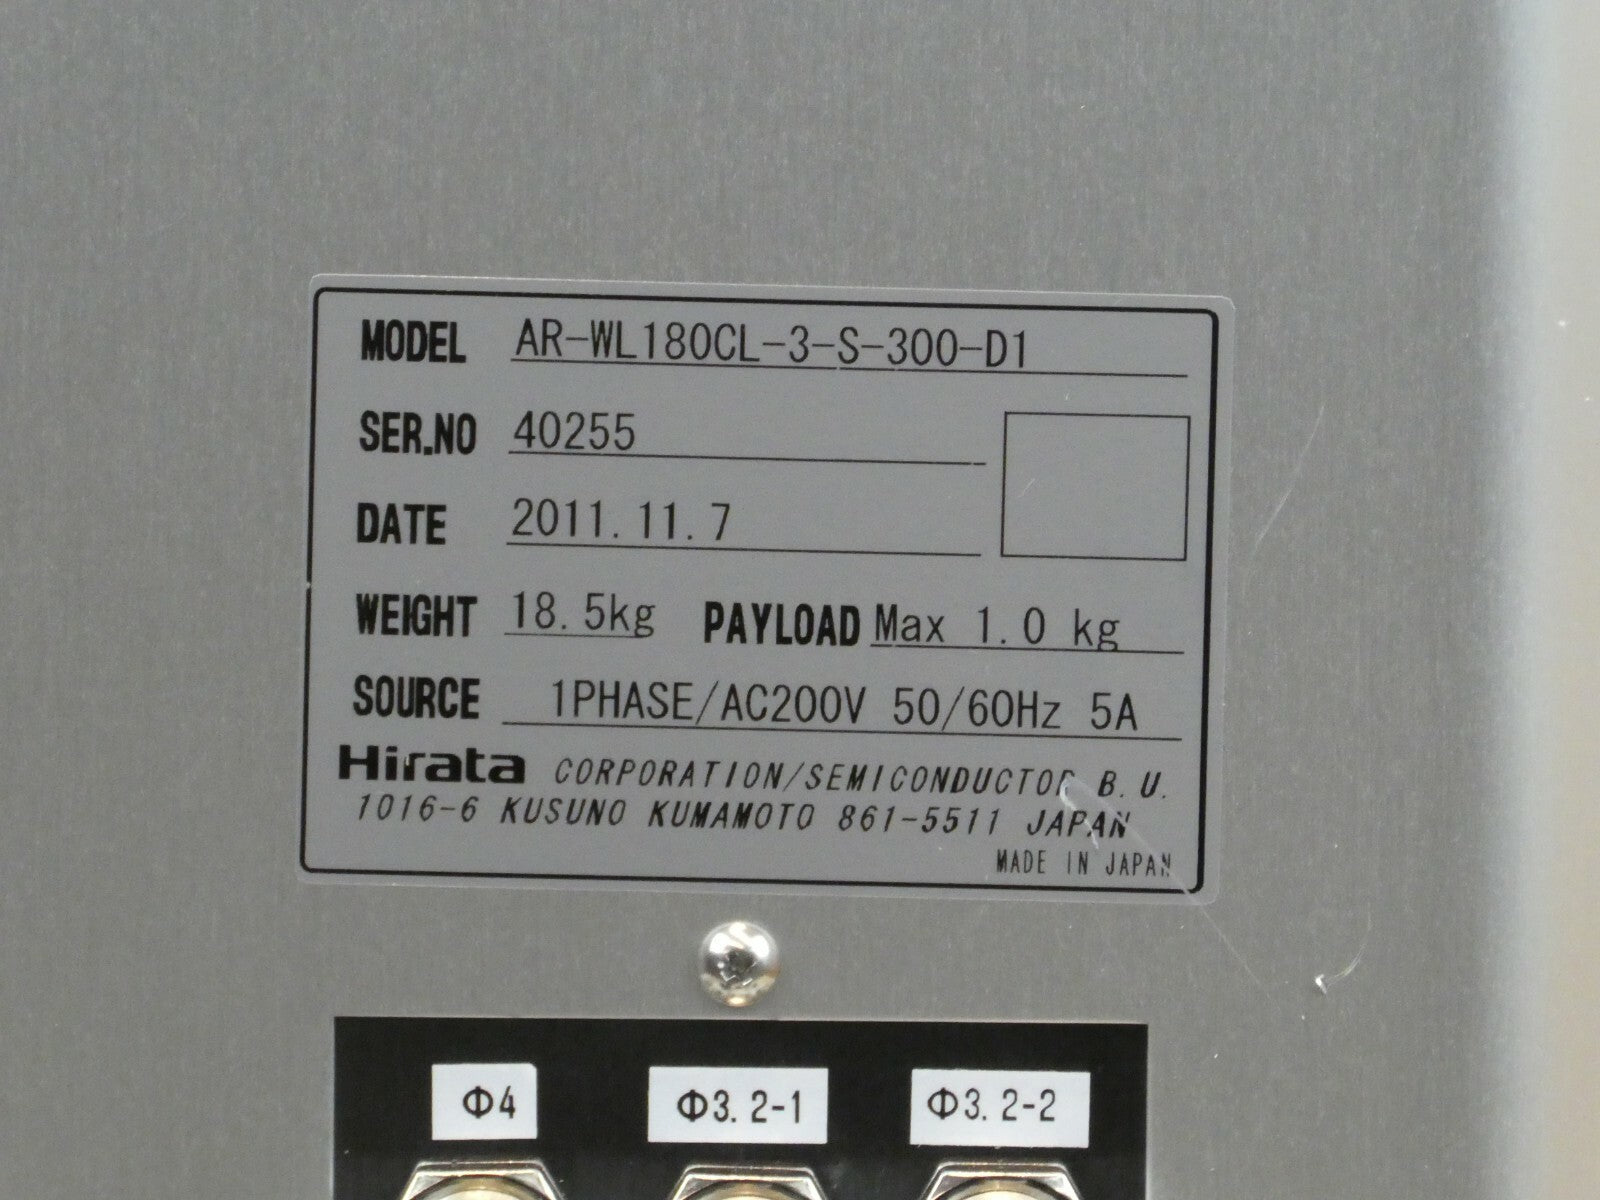 MODEL AR-WL180CL-3-S-300-D1
SER.NO 40255
DATE 2011.11.7
WEIGHT 18.5kg PAYLOAD Max 1.0 kg
SOURCE 1PHASE/AC200V 50/60Hz 5A
Hirata CORPORATION/SEMICONDUCTOR B.U.
1016-6 KUSUNO KUMAMOTO 861-5511 JAPAN
MADE IN JAPAN
Φ4 Φ3.2-1 Φ3.2-2